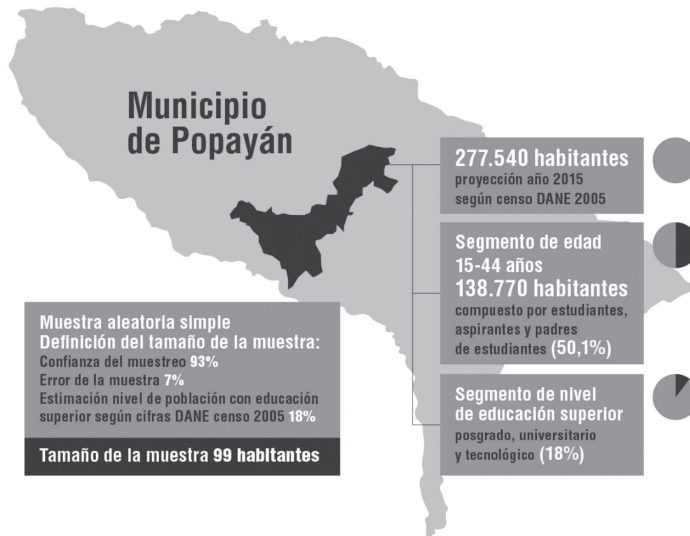 Municipio
de Popayán
277.540 habitantes
proyección año 2015
según censo DANE 2005
Segmento de edad
15-44 años
138.770 habitantes
compuesto por estudiantes,
aspirantes y padres
de estudiantes (50,1%)
Segmento de nivel
de educación superior
posgrado, universitario
y tecnológico (18%)
Muestra aleatoria simple
Definición del tamaño de la muestra:
Confianza del muestreo 93%
Error de la muestra 7%
Estimación nivel de población con educación
superior según cifras DANE censo 2005 18%
Tamaño de la muestra 99 habitantes